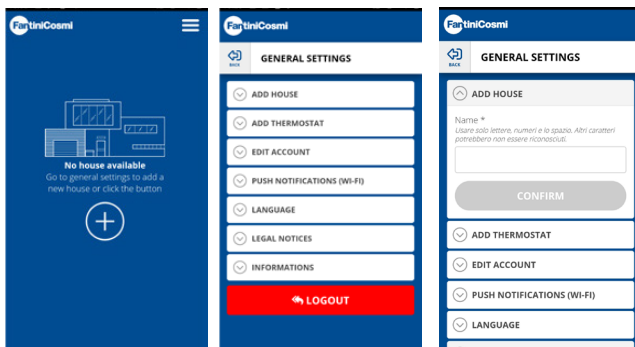 FantiniCosmi
No house available
Go to general settings to add a
new house or click the button
FantiniCosmi
BACK
GENERAL SETTINGS
ADD HOUSE
ADD THERMOSTAT
EDIT ACCOUNT
PUSH NOTIFICATIONS (WI-FI)
LANGUAGE
LEGAL NOTICES
INFORMATIONS
LOGOUT
FantiniCosmi
BACK
GENERAL SETTINGS
ADD HOUSE
Name *
Usare solo lettere, numeri e lo spazio. Altri caratteri
potrebbero non essere riconosciuti.
CONFIRM
ADD THERMOSTAT
EDIT ACCOUNT
PUSH NOTIFICATIONS (WI-FI)
LANGUAGE